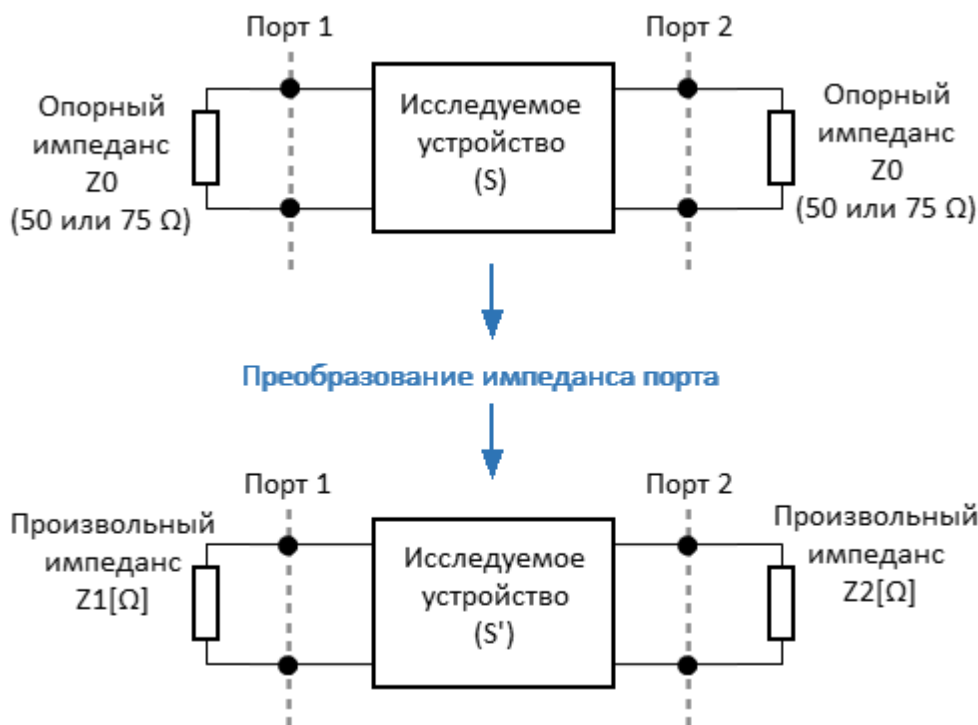 Порт 1
Порт 2
Опорный
импеданс
Z0
(50 или 75 Ω)
Исследуемое
устройство
(S)
Опорный
импеданс
Z0
(50 или 75 Ω)
Преобразование импеданса порта
Порт 1
Порт 2
Произвольный
импеданс
Z1[Ω]
Исследуемое
устройство
(S')
Произвольный
импеданс
Z2[Ω]